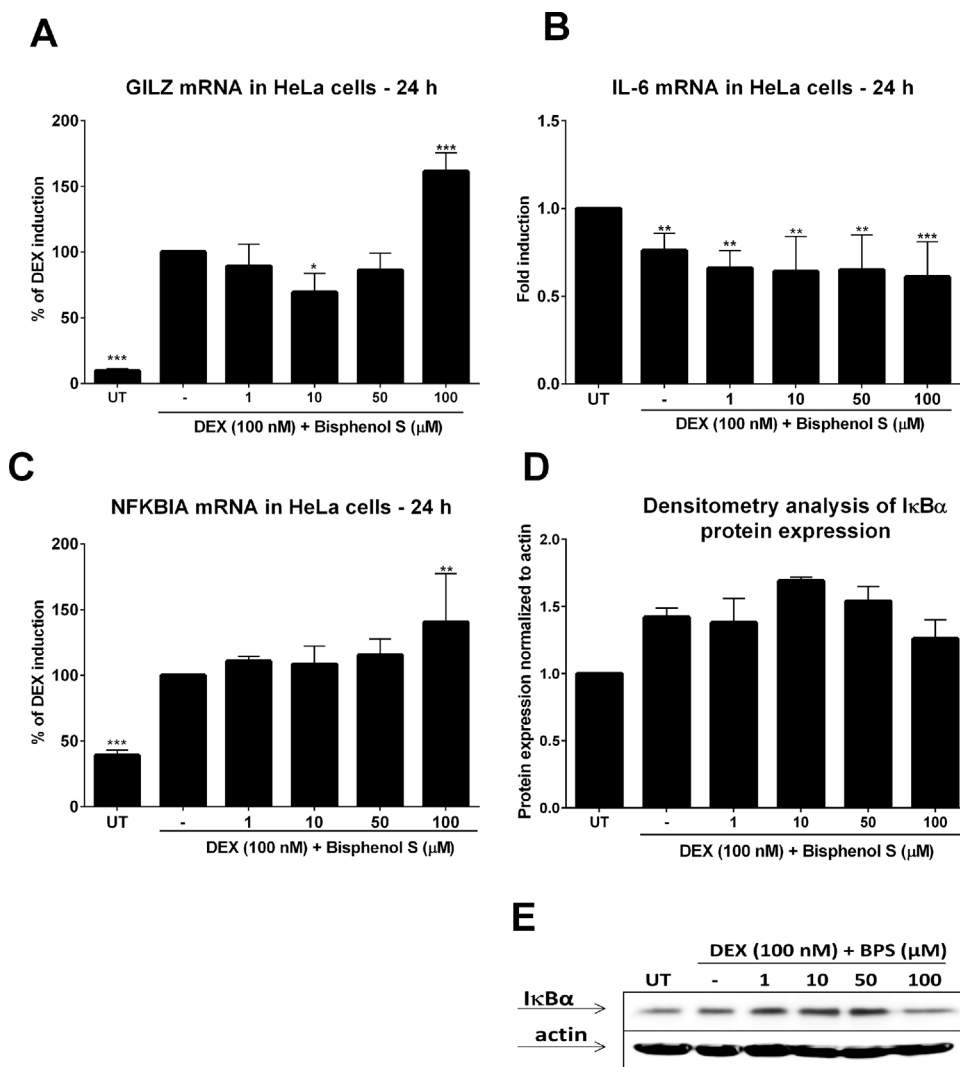 A
GILZ mRNA in HeLa cells - 24 h
% of DEX induction
200
150
100
50
0
***
*
***
UT - 1 10 50 100
DEX (100 nM) + Bisphenol S (μM)
B
IL-6 mRNA in HeLa cells - 24 h
Fold induction
1.5
1.0
0.5
0.0
** ** ** ** ***
UT - 1 10 50 100
DEX (100 nM) + Bisphenol S (μM)
C
NFKBIA mRNA in HeLa cells - 24 h
% of DEX induction
200
150
100
50
0
***
**
UT - 1 10 50 100
DEX (100 nM) + Bisphenol S (μM)
D
Densitometry analysis of IκBα
protein expression
Protein expression normalized to actin
2.0
1.5
1.0
0.5
0.0
UT - 1 10 50 100
DEX (100 nM) + Bisphenol S (μM)
E
DEX (100 nM) + BPS (μM)
UT - 1 10 50 100
IκBα
actin